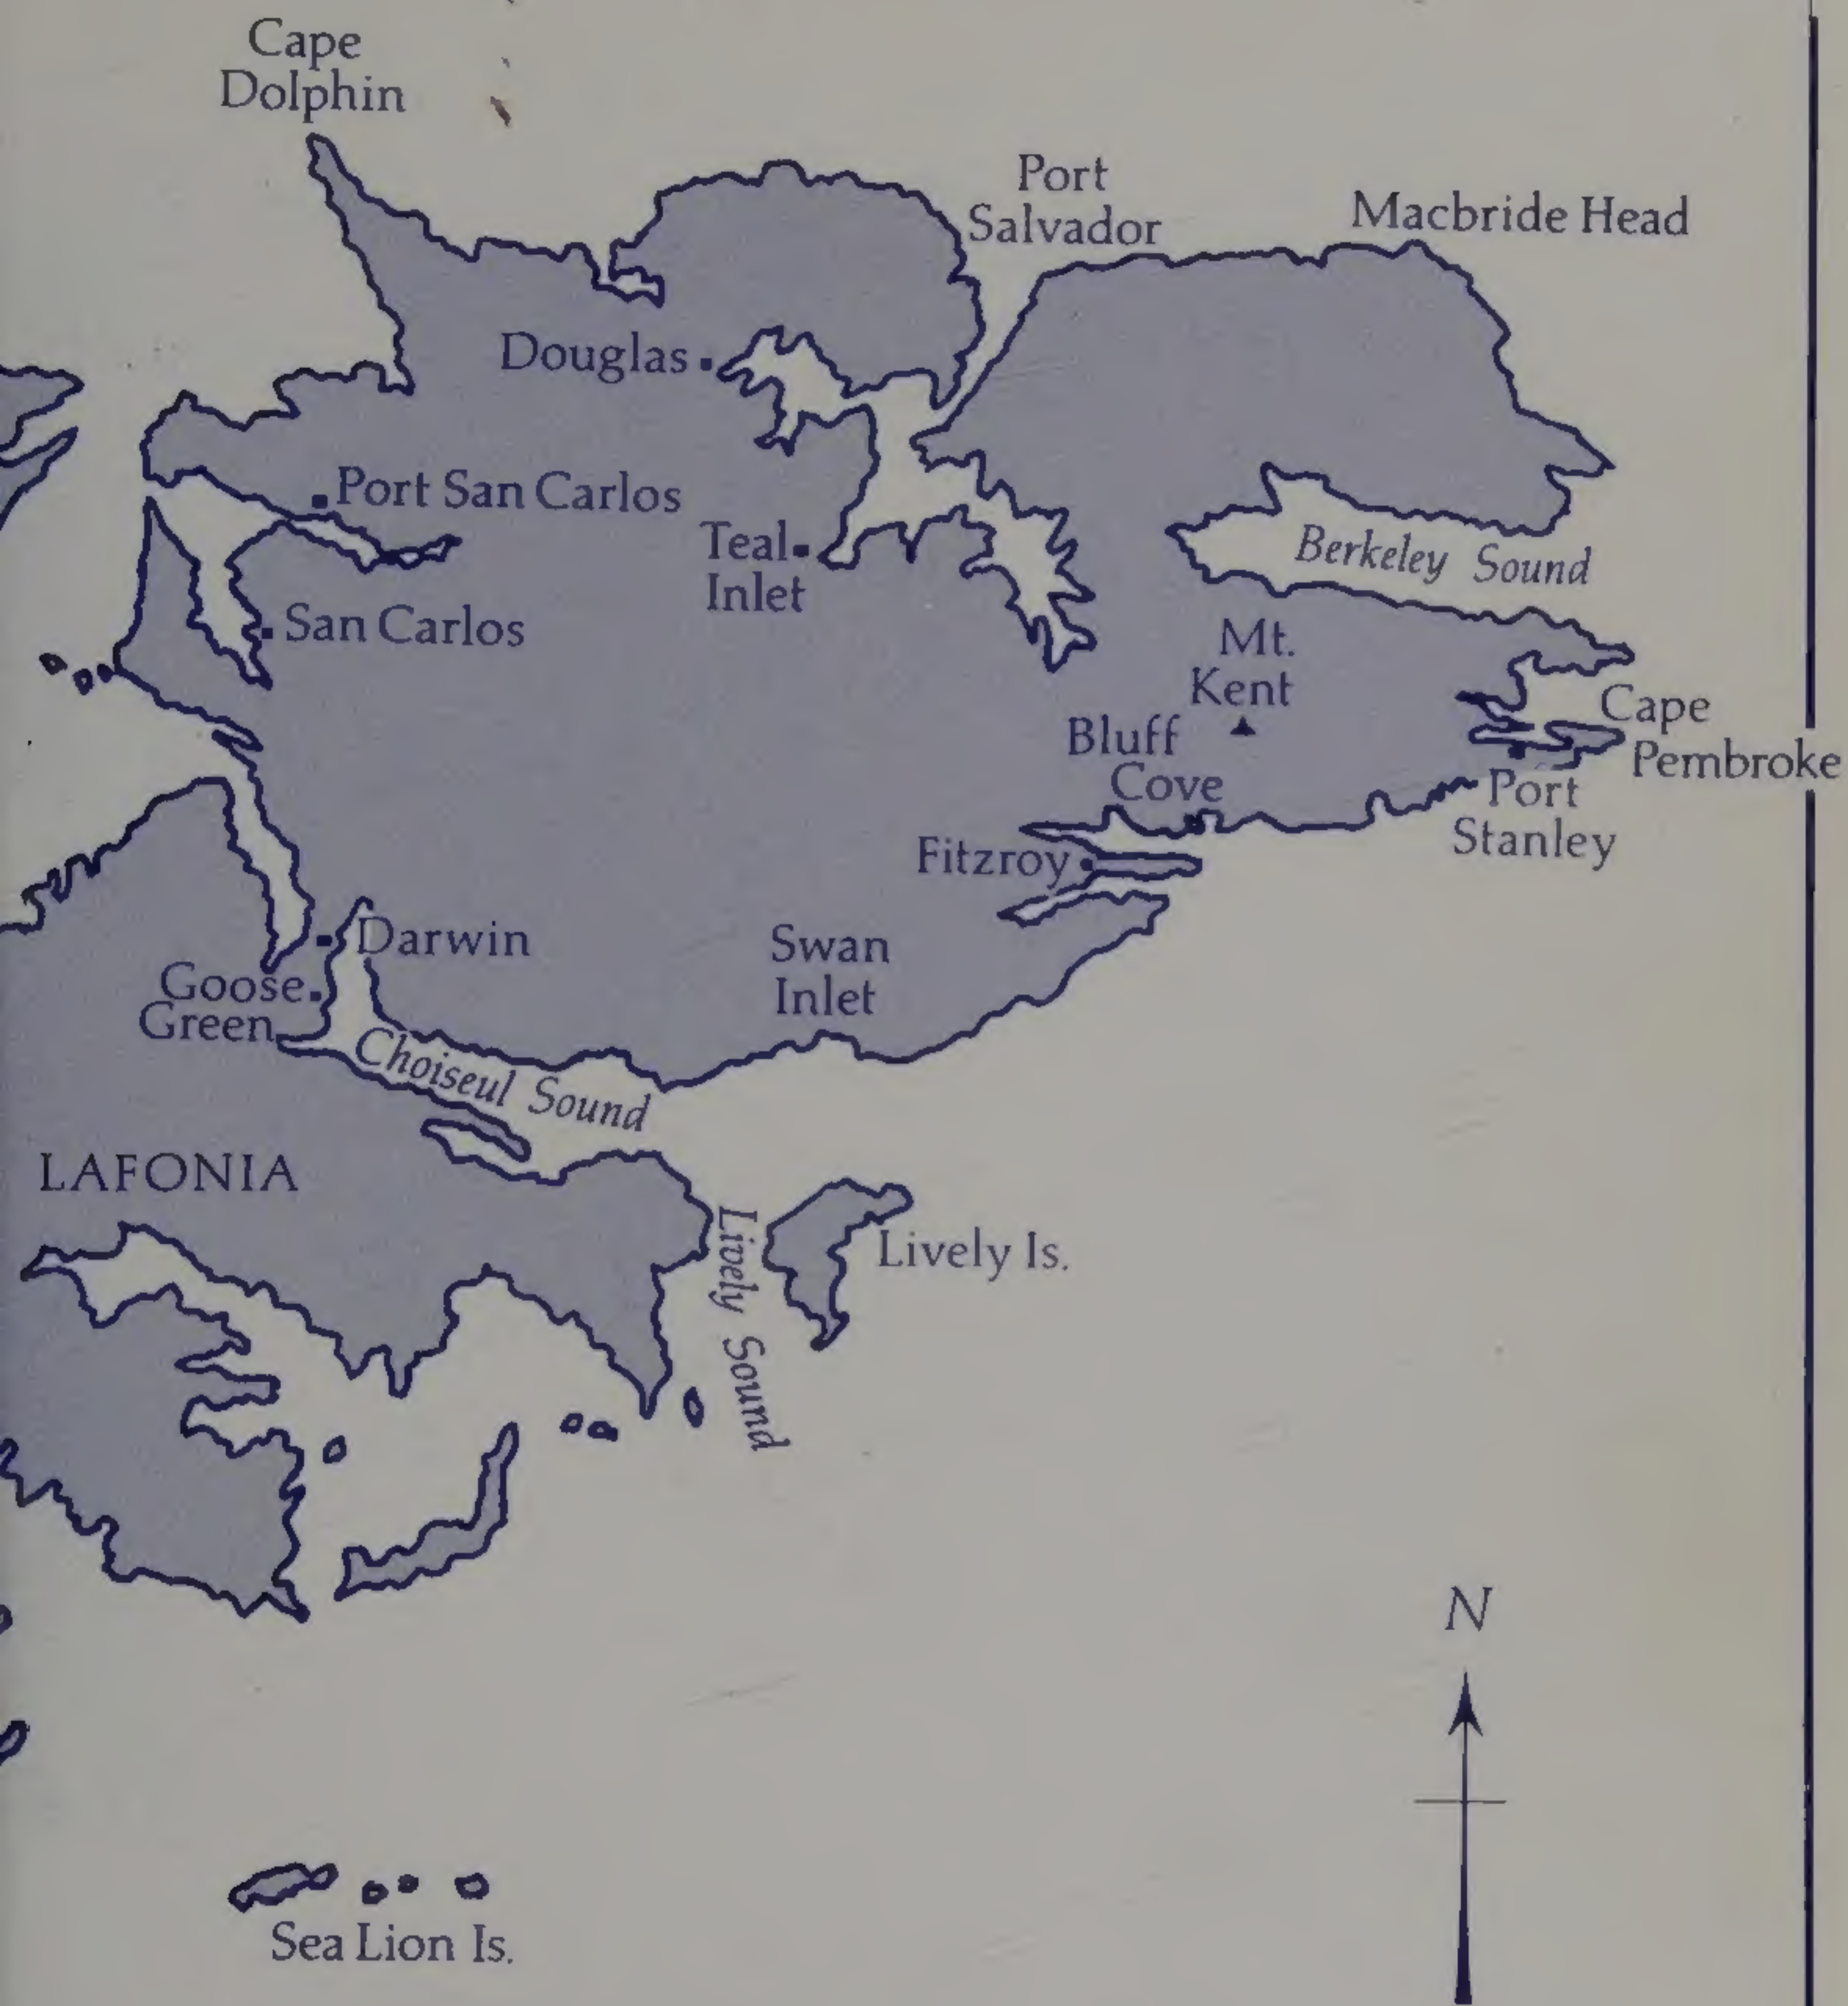 Cape
Dolphin
Port
Salvador
Macbride Head
Douglas
Port San Carlos
Teal
Inlet
Berkeley Sound
San Carlos
Mt.
Kent
Cape
Pembroke
Bluff
Cove
Port
Stanley
Fitzroy
Darwin
Swan
Inlet
Goose
Green
Choiseul Sound
LAFONIA
Lively Sound
Lively Is.
N
Sea Lion Is.